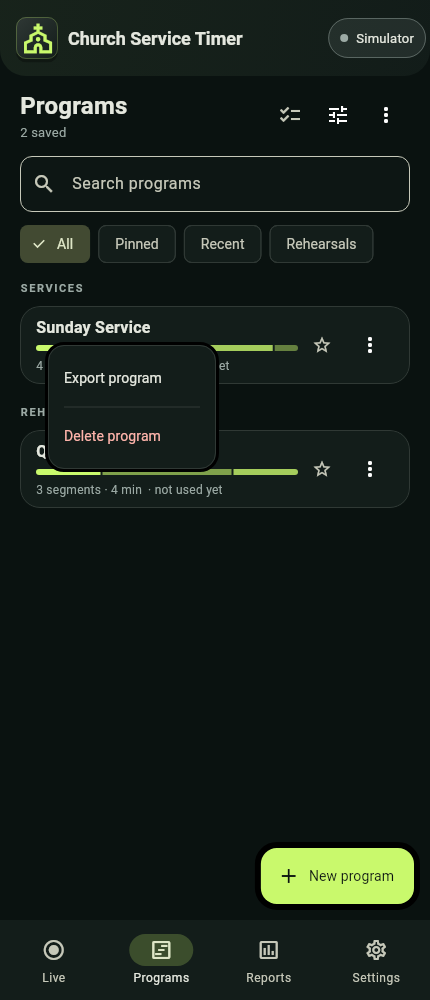 Church Service Timer
Simulator
Programs
2 saved
Search programs
All
Pinned
Recent
Rehearsals
SERVICES
Sunday Service
4
et
Export program
Delete program
REH
3 segments · 4 min · not used yet
New program
Live
Programs
Reports
Settings